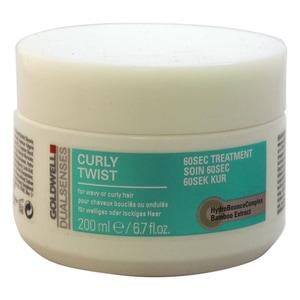 GOLDWELL
DUALSENSES
CURLY
TWIST
for wavy or curly hair
pour cheveux bouclés ou ondulés
für welliges oder lockiges Haar
200 ml℮ / 6.7 fl.oz.
60SEC TREATMENT
SOIN 60SEC
60SEK KUR
HydroBounceComplex
Bamboo Extract